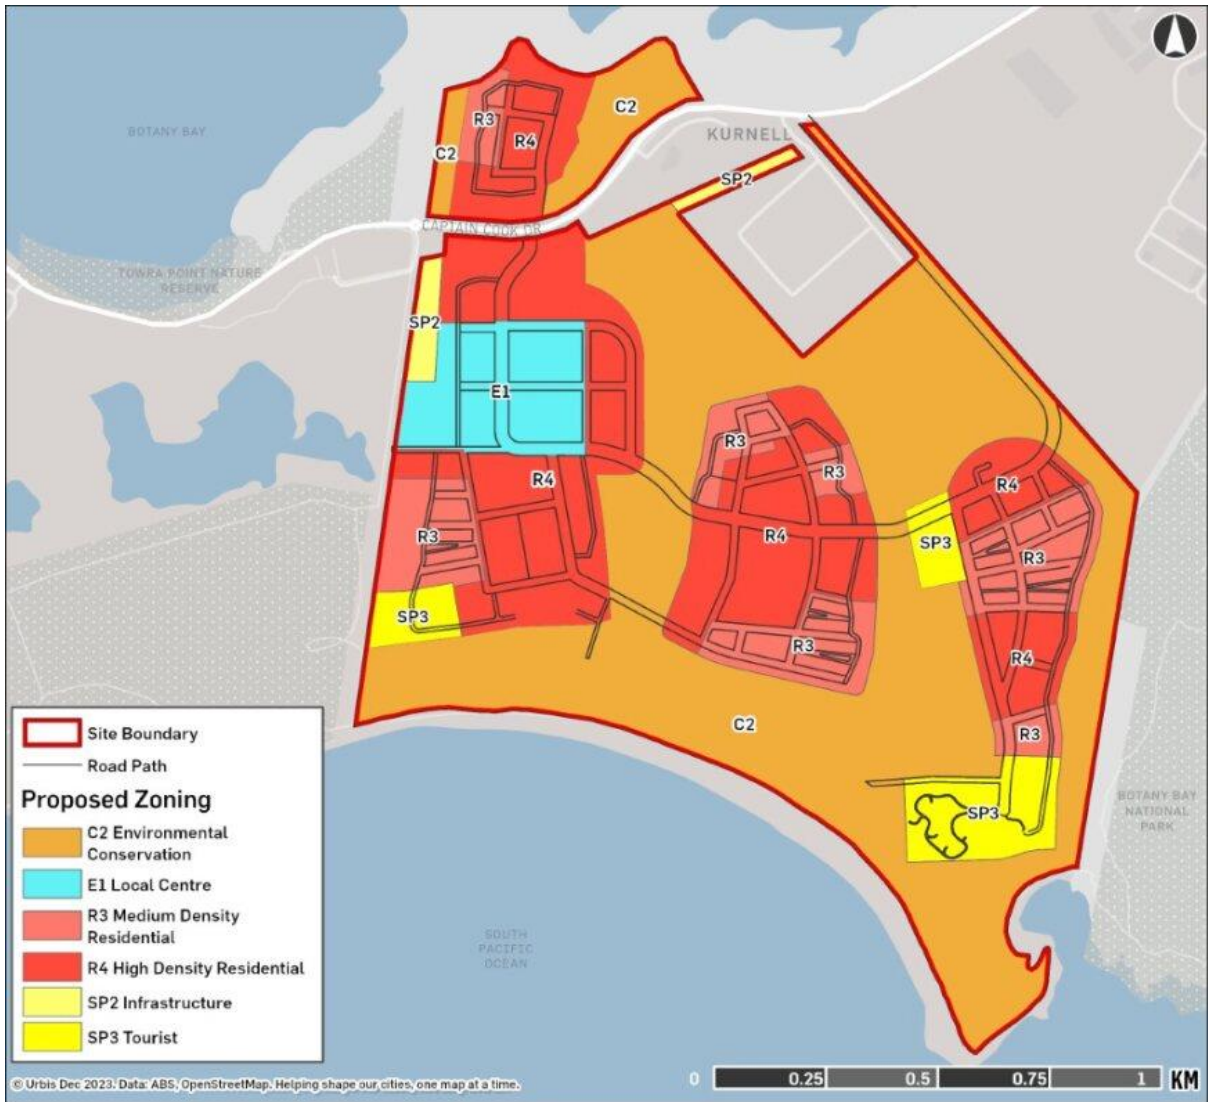 C2
BOTANY BAY
R3
KURNELL
R4
C2
SP2
CAPTAIN COOK DR
TOWRA POINT NATURE
RESERVE
SP2
E1
R3
R3
R4
R4
R3
R4
SP3
R3
SP3
R3
R4
C2
R3
Site Boundary
Road Path
Proposed Zoning
C2 Environmental
Conservation
E1 Local Centre
R3 Medium Density
Residential
R4 High Density Residential
SP2 Infrastructure
SP3 Tourist
SP3
BOTANY BAY
NATIONAL
PARK
SOUTH
PACIFIC
OCEAN
© Urbis Dec 2023. Data: ABS, OpenStreetMap. Helping shape our cities, one map at a time.
0 0.25 0.5 0.75 1 KM